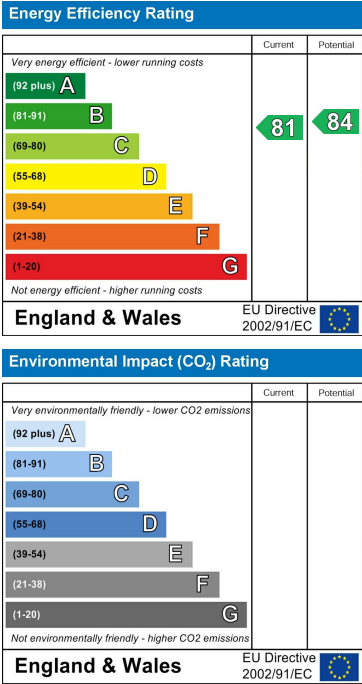 Energy Efficiency Rating
Current Potential
Very energy efficient - lower running costs
(92 plus) A
(81-91) B
(69-80) C
(55-68) D
(39-54) E
(21-38) F
(1-20) G
81 84
Not energy efficient - higher running costs
England & Wales
EU Directive
2002/91/EC
Environmental Impact (CO₂) Rating
Current Potential
Very environmentally friendly - lower CO2 emissions
(92 plus) A
(81-91) B
(69-80) C
(55-68) D
(39-54) E
(21-38) F
(1-20) G
Not environmentally friendly - higher CO2 emissions
England & Wales
EU Directive
2002/91/EC